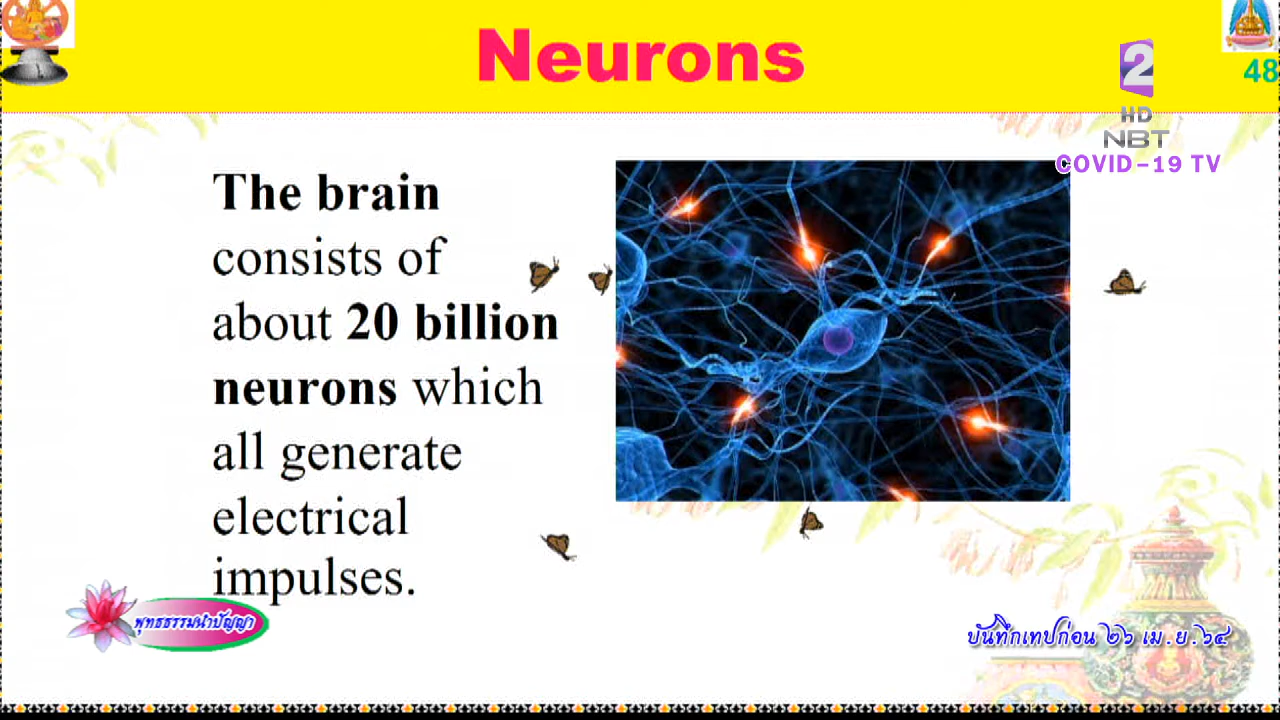 Neurons
2
48
HD
NBT
COVID-19 TV
The brain
consists of
about 20 billion
neurons which
all generate
electrical
impulses.
พุทธธรรมนำปัญญา
บันทึกเทปก่อน ๒๖ เม.ย.๖๔